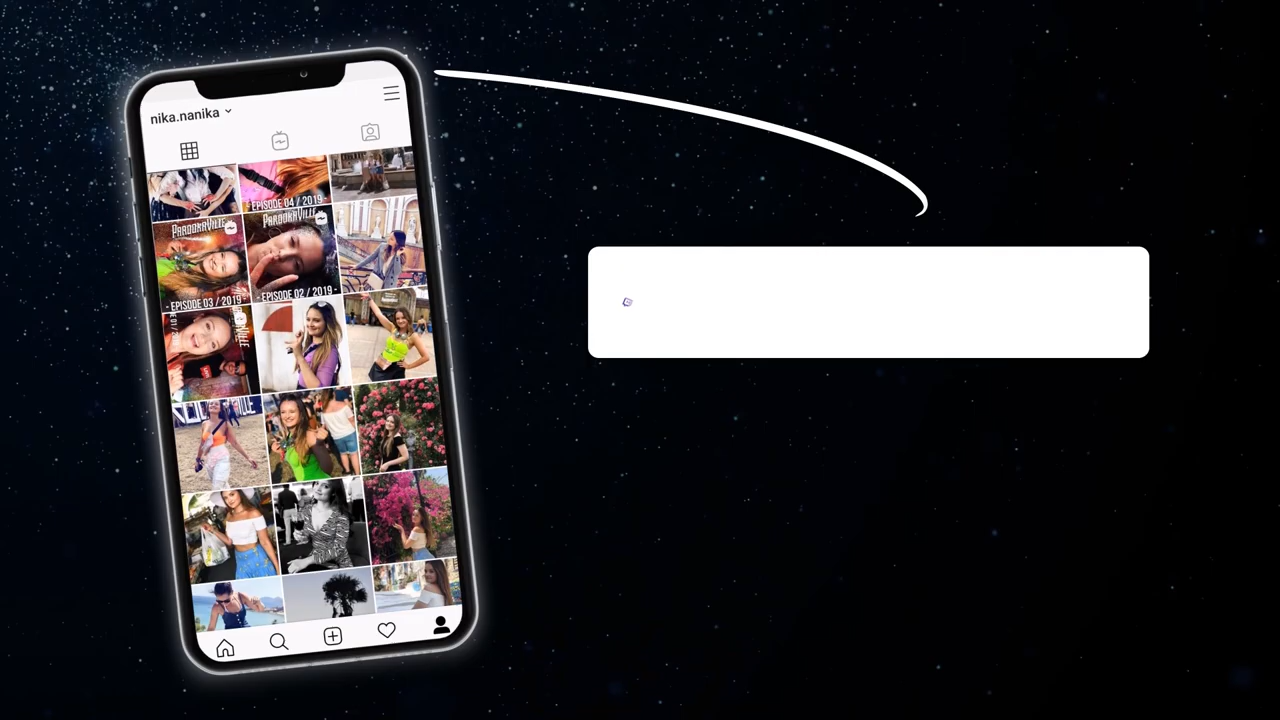 nika.nanika
- EPISODE 04 / 2019 -
PAROOKAVILLE
PAROOKAVILLE
- EPISODE 03 / 2019 -
- EPISODE 02 / 2019 -